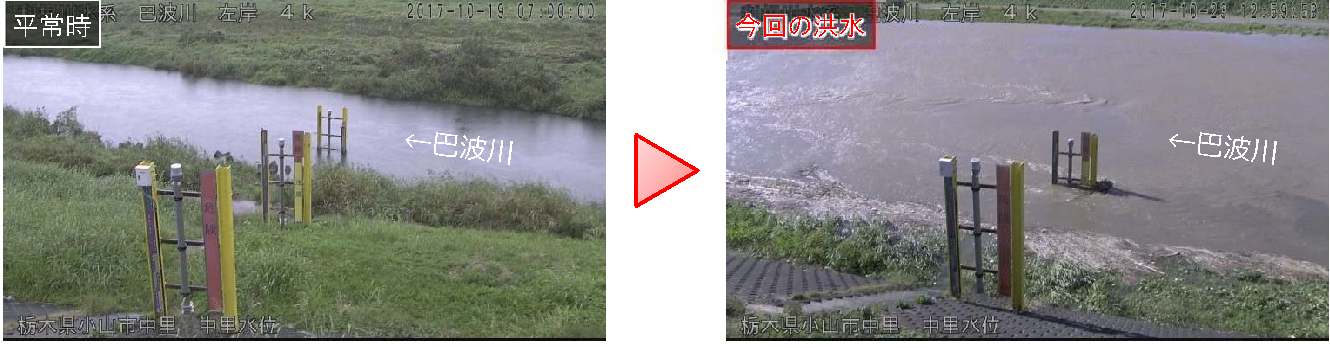 平常時
系 巴波川 左岸 4k
2017-10-19 07:00:00
←巴波川
栃木県小山市中里 中里水位
今回の洪水
波川 左岸 4k
←巴波川
栃木県小山市中里 中里水位